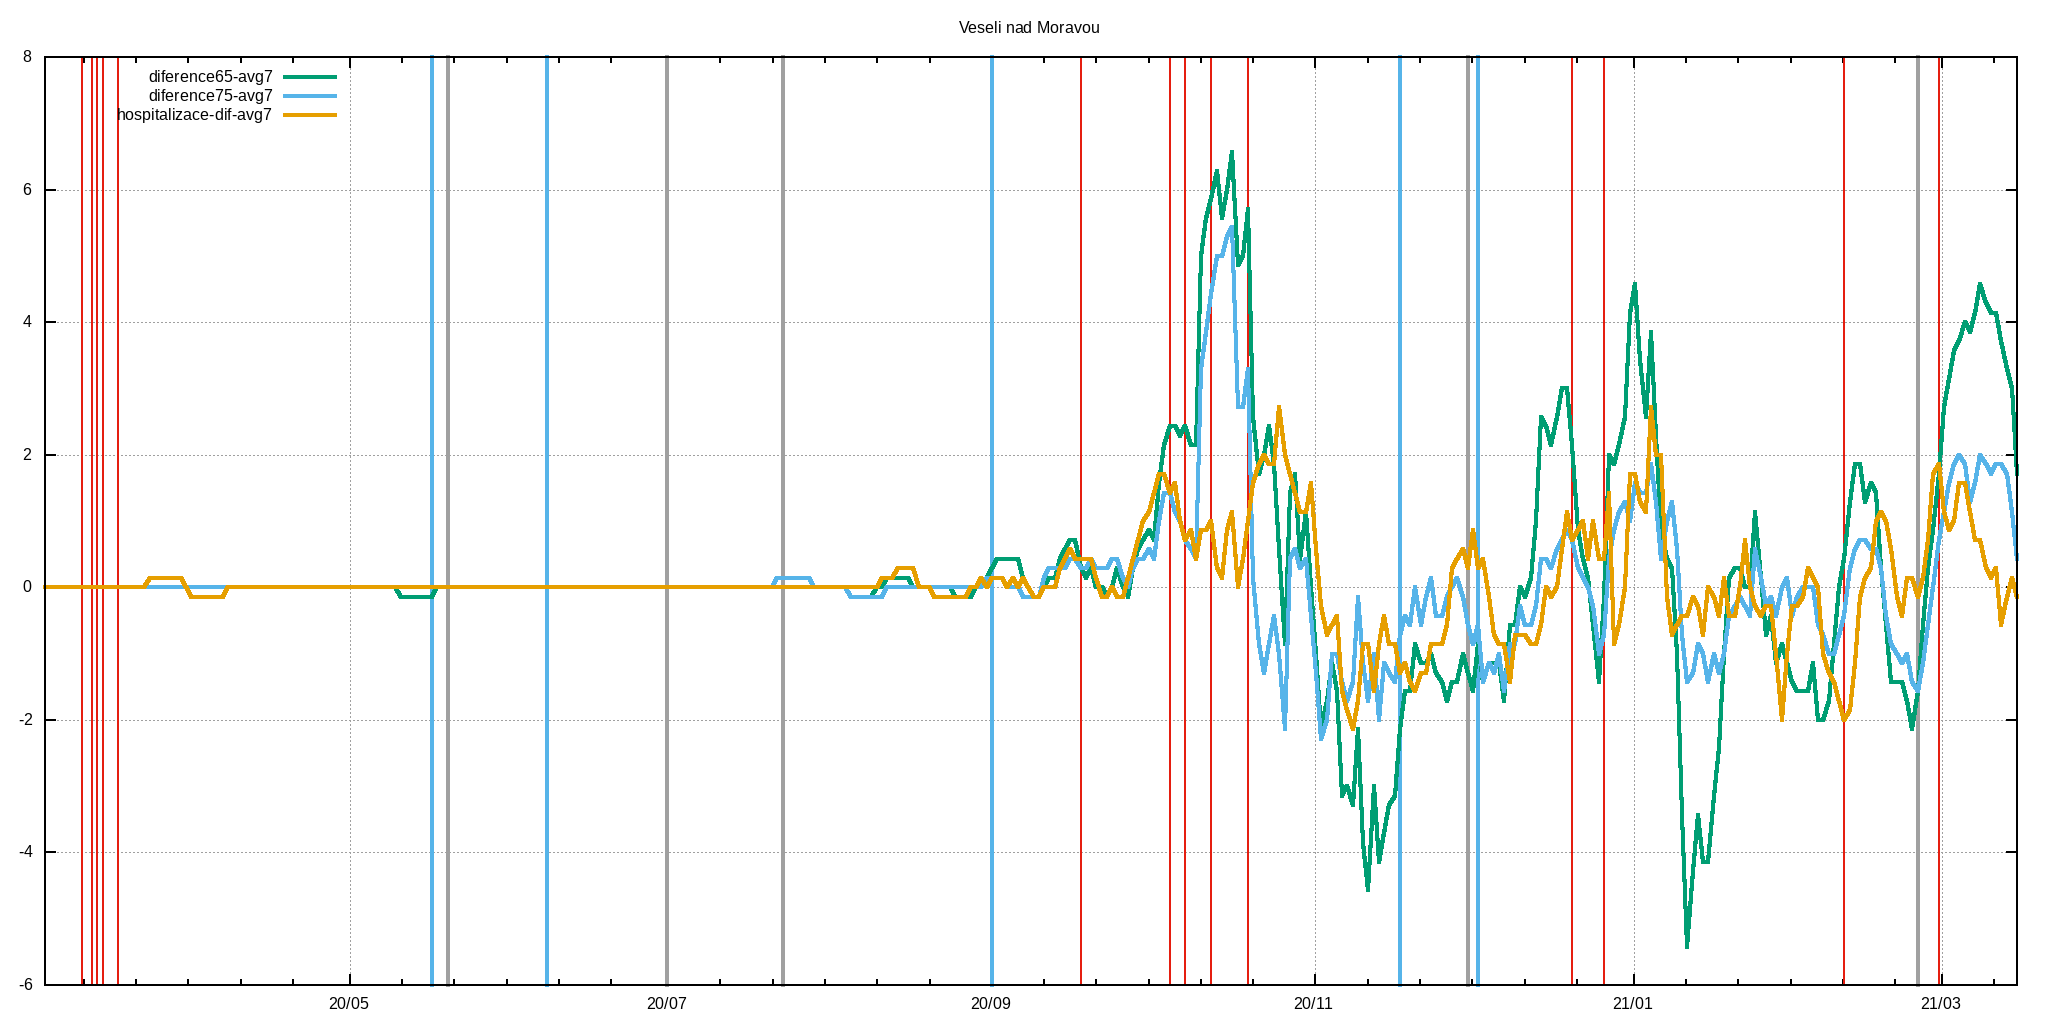 Veseli nad Moravou
8
diference65-avg7
diference75-avg7
hospitalizace-dif-avg7
6
4
2
0
-2
-4
-6
20/05 20/07 20/09 20/11 21/01 21/03